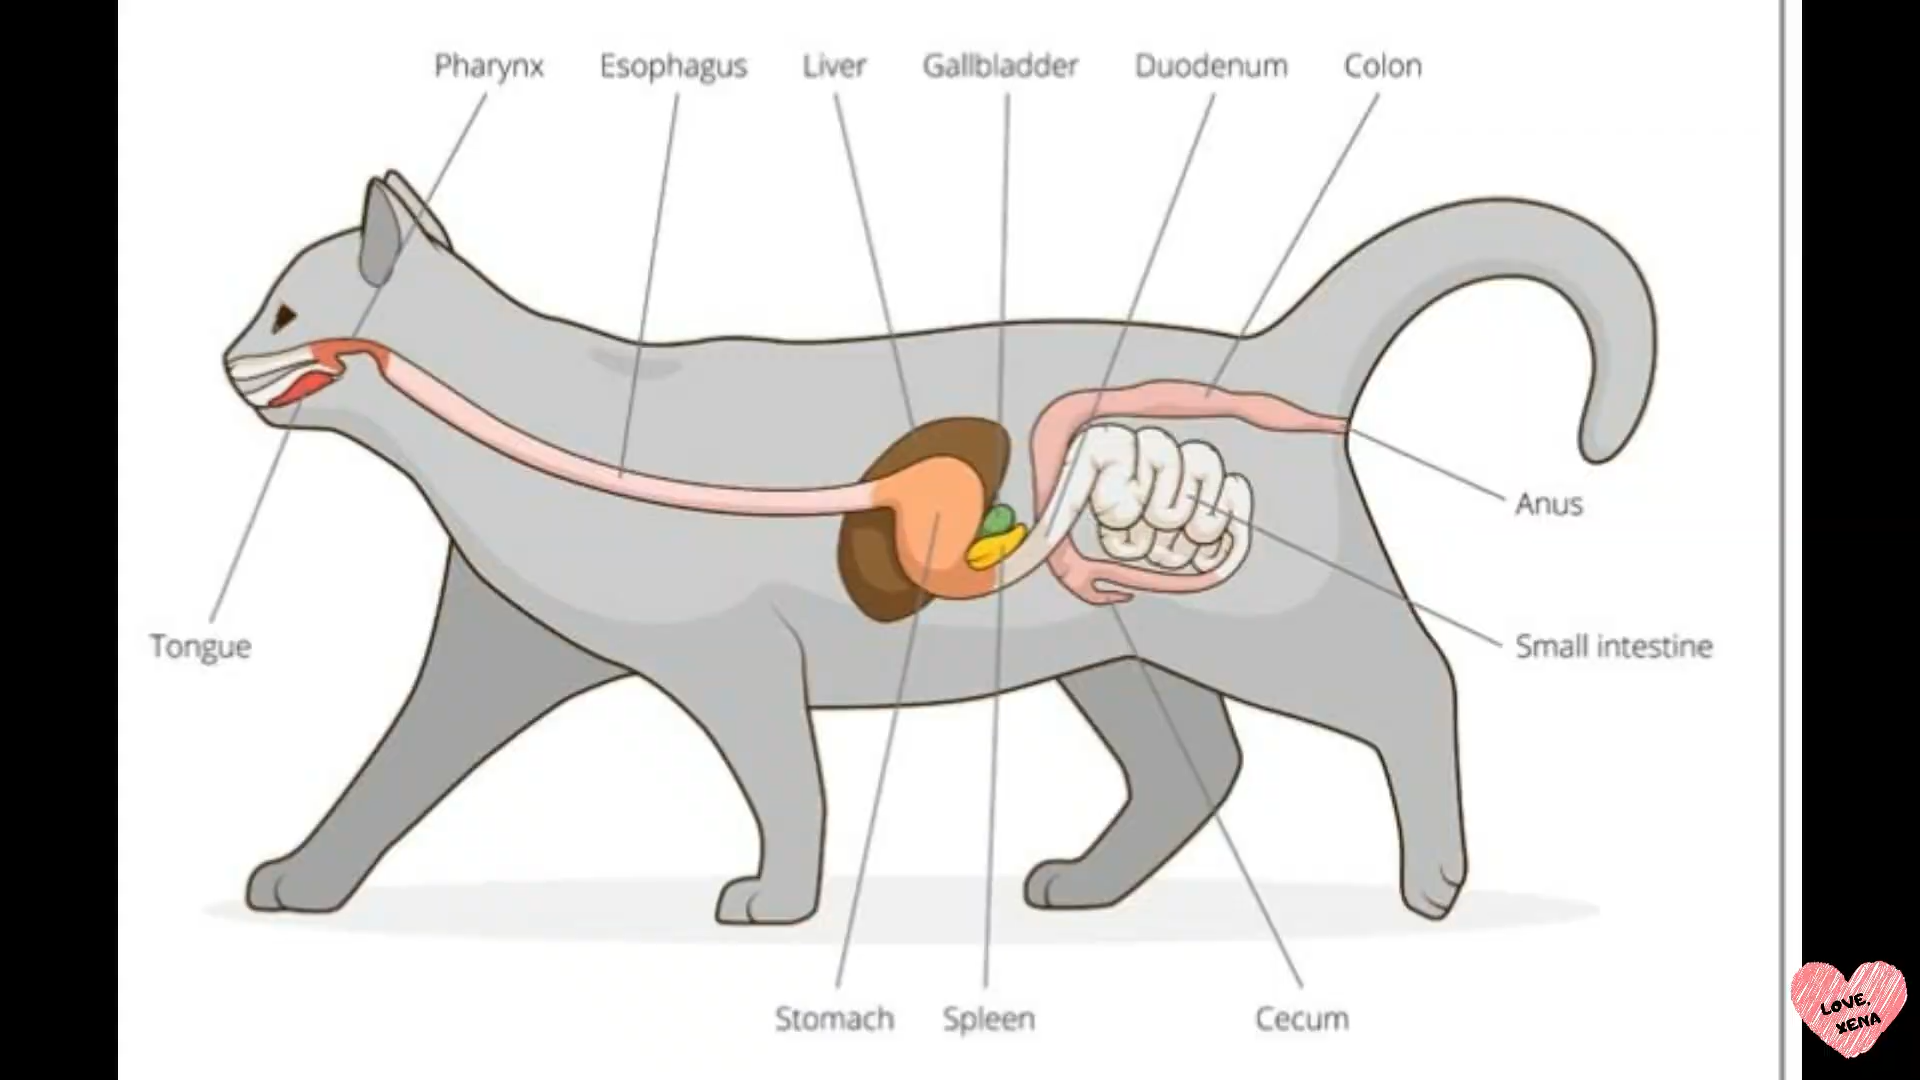 Pharynx Esophagus Liver Gallbladder Duodenum Colon
Anus
Tongue
Small intestine
Stomach Spleen Cecum
LOVE,
XENA